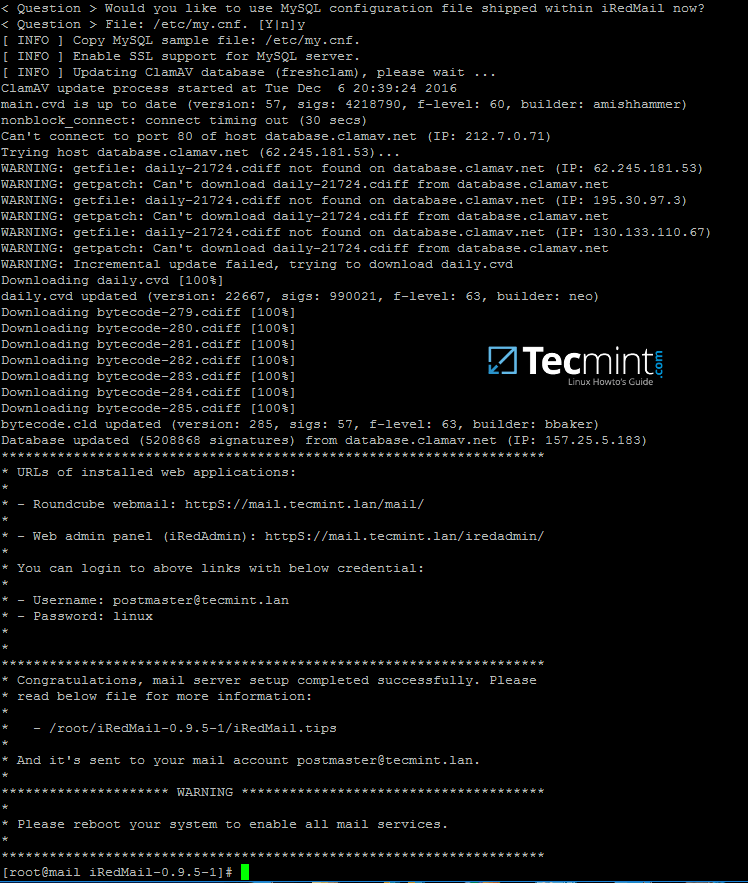 < Question > Would you like to use MySQL configuration file shipped within iRedMail now?
< Question > File: /etc/my.cnf. [Y|n]y
[ INFO ] Copy MySQL sample file: /etc/my.cnf.
[ INFO ] Enable SSL support for MySQL server.
[ INFO ] Updating ClamAV database (freshclam), please wait ...
ClamAV update process started at Tue Dec  6 20:39:24 2016
main.cvd is up to date (version: 57, sigs: 4218790, f-level: 60, builder: amishhammer)
nonblock_connect: connect timing out (30 secs)
Can't connect to port 80 of host database.clamav.net (IP: 212.7.0.71)
Trying host database.clamav.net (62.245.181.53)...
WARNING: getfile: daily-21724.cdiff not found on database.clamav.net (IP: 62.245.181.53)
WARNING: getpatch: Can't download daily-21724.cdiff from database.clamav.net
WARNING: getfile: daily-21724.cdiff not found on database.clamav.net (IP: 195.30.97.3)
WARNING: getpatch: Can't download daily-21724.cdiff from database.clamav.net
WARNING: getfile: daily-21724.cdiff not found on database.clamav.net (IP: 130.133.110.67)
WARNING: getpatch: Can't download daily-21724.cdiff from database.clamav.net
WARNING: Incremental update failed, trying to download daily.cvd
Downloading daily.cvd [100%]
daily.cvd updated (version: 22667, sigs: 990021, f-level: 63, builder: neo)
Downloading bytecode-279.cdiff [100%]
Downloading bytecode-280.cdiff [100%]
Downloading bytecode-281.cdiff [100%]
Downloading bytecode-282.cdiff [100%]
Downloading bytecode-283.cdiff [100%]
Downloading bytecode-284.cdiff [100%]
Downloading bytecode-285.cdiff [100%]
Tecmint.com
Linux Howto's Guide
bytecode.cld updated (version: 285, sigs: 57, f-level: 63, builder: bbaker)
Database updated (5208868 signatures) from database.clamav.net (IP: 157.25.5.183)
********************************************************************
* URLs of installed web applications:
*
* - Roundcube webmail: httpS://mail.tecmint.lan/mail/
*
* - Web admin panel (iRedAdmin): httpS://mail.tecmint.lan/iredadmin/
*
* You can login to above links with below credential:
*
* - Username: postmaster@tecmint.lan
* - Password: linux
*
*
********************************************************************
* Congratulations, mail server setup completed successfully. Please
* read below file for more information:
*
*   - /root/iRedMail-0.9.5-1/iRedMail.tips
*
* And it's sent to your mail account postmaster@tecmint.lan.
*
********************* WARNING **************************************
*
* Please reboot your system to enable all mail services.
*
********************************************************************
[root@mail iRedMail-0.9.5-1]#